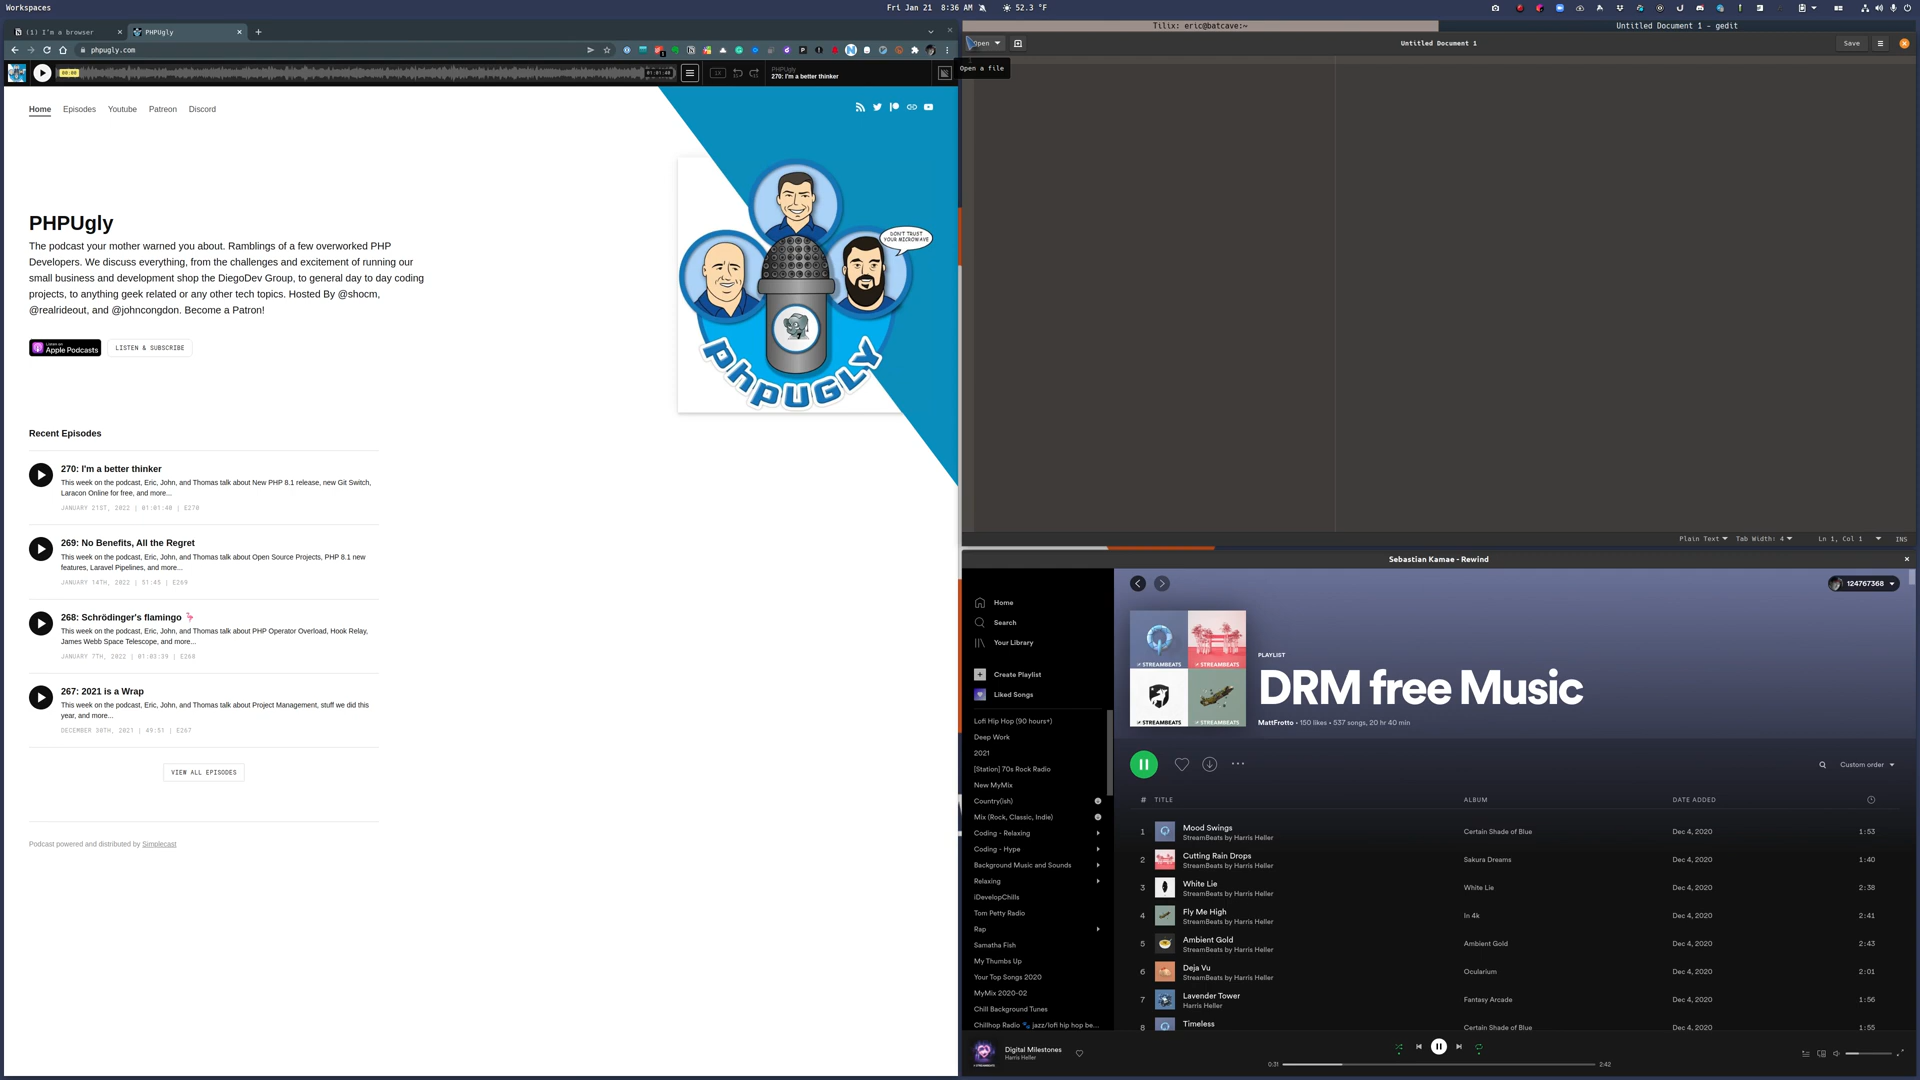 Workspaces
Fri Jan 21 8:36 AM
52.3 °F
(1) I'm a browser
PHPUgly
phpugly.com
00:00
01:01:40
1X
PHPUgly
270: I'm a better thinker
Home
Episodes
Youtube
Patreon
Discord
DON'T TRUST
YOUR MICROWAVE
phpUGLY
PHPUgly
The podcast your mother warned you about. Ramblings of a few overworked PHP
Developers. We discuss everything, from the challenges and excitement of running our
small business and development shop the DiegoDev Group, to general day to day coding
projects, to anything geek related or any other tech topics. Hosted By @shocm,
@realrideout, and @johncongdon. Become a Patron!
Listen on
Apple Podcasts
LISTEN & SUBSCRIBE
Recent Episodes
270: I'm a better thinker
This week on the podcast, Eric, John, and Thomas talk about New PHP 8.1 release, new Git Switch,
Laracon Online for free, and more...
JANUARY 21ST, 2022 | 01:01:40 | E270
269: No Benefits, All the Regret
This week on the podcast, Eric, John, and Thomas talk about Open Source Projects, PHP 8.1 new
features, Laravel Pipelines, and more...
JANUARY 14TH, 2022 | 51:45 | E269
268: Schrödinger's flamingo 🦩
This week on the podcast, Eric, John, and Thomas talk about PHP Operator Overload, Hook Relay,
James Webb Space Telescope, and more...
JANUARY 7TH, 2022 | 01:03:39 | E268
267: 2021 is a Wrap
This week on the podcast, Eric, John, and Thomas talk about Project Management, stuff we did this
year, and more...
DECEMBER 30TH, 2021 | 49:51 | E267
VIEW ALL EPISODES
Podcast powered and distributed by Simplecast
Tilix: eric@batcave:~
Untitled Document 1 - gedit
Open
Untitled Document 1
Save
Open a file
Plain Text
Tab Width: 4
Ln 1, Col 1
INS
Sebastian Kamae - Rewind
Home
Search
Your Library
Create Playlist
Liked Songs
Lofi Hip Hop (90 hours+)
Deep Work
2021
[Station] 70s Rock Radio
New MyMix
Country(ish)
Mix (Rock, Classic, Indie)
Coding - Relaxing
Coding - Hype
Background Music and Sounds
Relaxing
iDevelopChills
Tom Petty Radio
Rap
Samatha Fish
My Thumbs Up
Your Top Songs 2020
MyMix 2020-02
Chill Background Tunes
Chillhop Radio 🐾 jazz/lofi hip hop be...
124767368
STREAMBEATS
STREAMBEATS
STREAMBEATS
STREAMBEATS
PLAYLIST
DRM free Music
MattFrotto • 150 likes • 537 songs, 20 hr 40 min
Custom order
# TITLE ALBUM DATE ADDED
1 Mood Swings Certain Shade of Blue Dec 4, 2020 1:53
StreamBeats by Harris Heller
2 Cutting Rain Drops Sakura Dreams Dec 4, 2020 1:40
StreamBeats by Harris Heller
3 White Lie White Lie Dec 4, 2020 2:38
StreamBeats by Harris Heller
4 Fly Me High In 4k Dec 4, 2020 2:41
StreamBeats by Harris Heller
5 Ambient Gold Ambient Gold Dec 4, 2020 2:43
StreamBeats by Harris Heller
6 Deja Vu Ocularium Dec 4, 2020 2:01
StreamBeats by Harris Heller
7 Lavender Tower Fantasy Arcade Dec 4, 2020 1:56
Harris Heller
8 Timeless Certain Shade of Blue Dec 4, 2020 1:55
Digital Milestones
Harris Heller
0:31
2:42